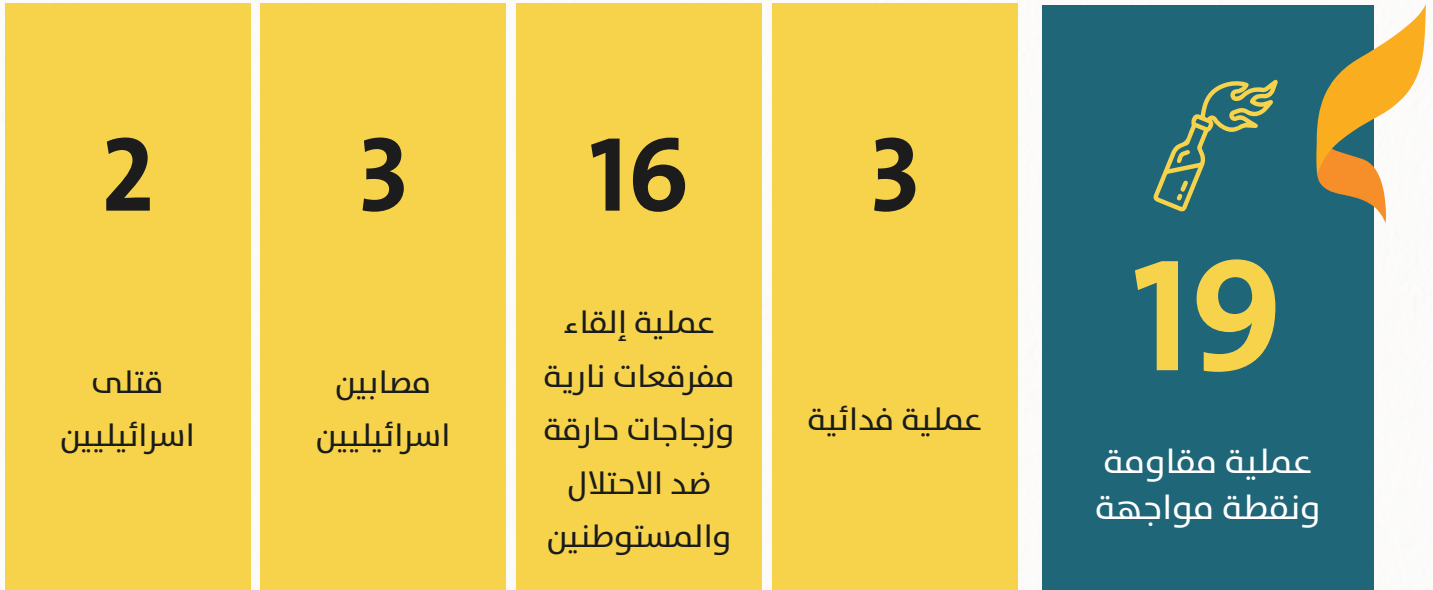 19
عملية مقاومة
ونقطة مواجهة
3
عملية فدائية
16
عملية إلقاء
مفرقعات نارية
وزجاجات حارقة
ضد الاحتلال
والمستوطنين
3
مصابين
اسرائيليين
2
قتلى
اسرائيليين